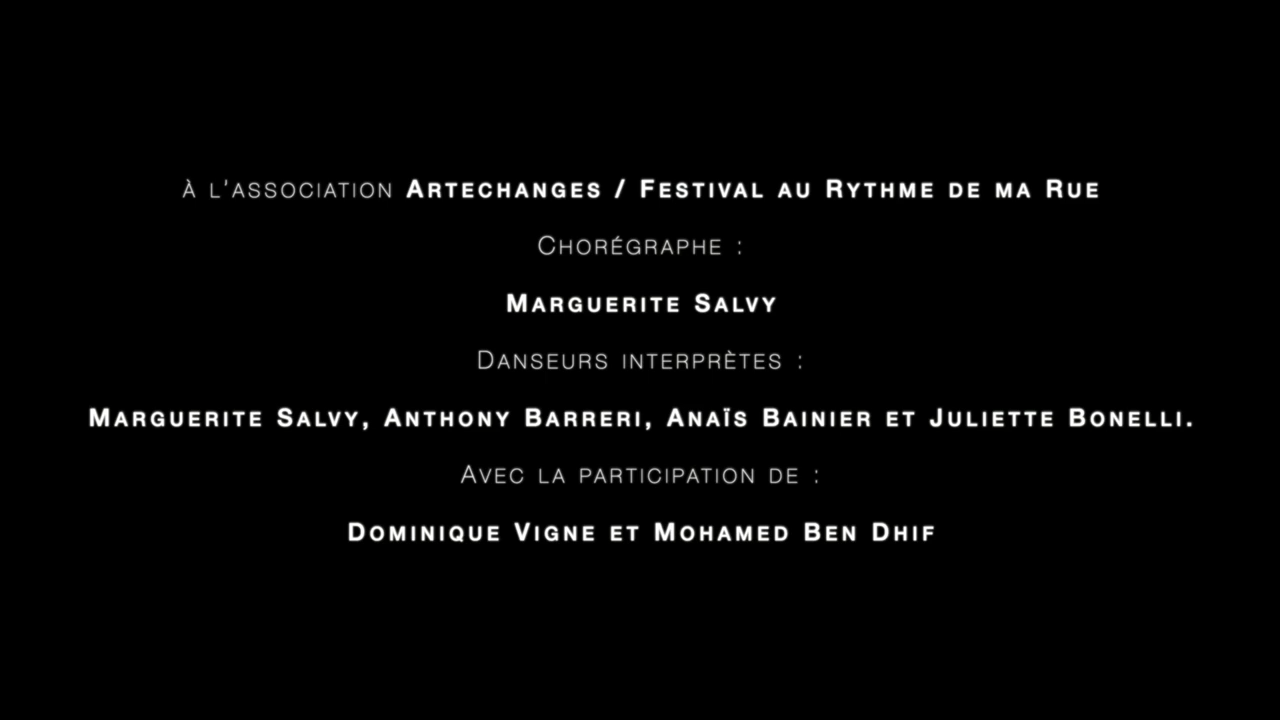 À l'association Artechanges / Festival au Rythme de ma Rue
Chorégraphe :
Marguerite Salvy
Danseurs interprètes :
Marguerite Salvy, Anthony Barreri, Anaïs Bainier et Juliette Bonelli.
Avec la participation de :
Dominique Vigne et Mohamed Ben Dhif